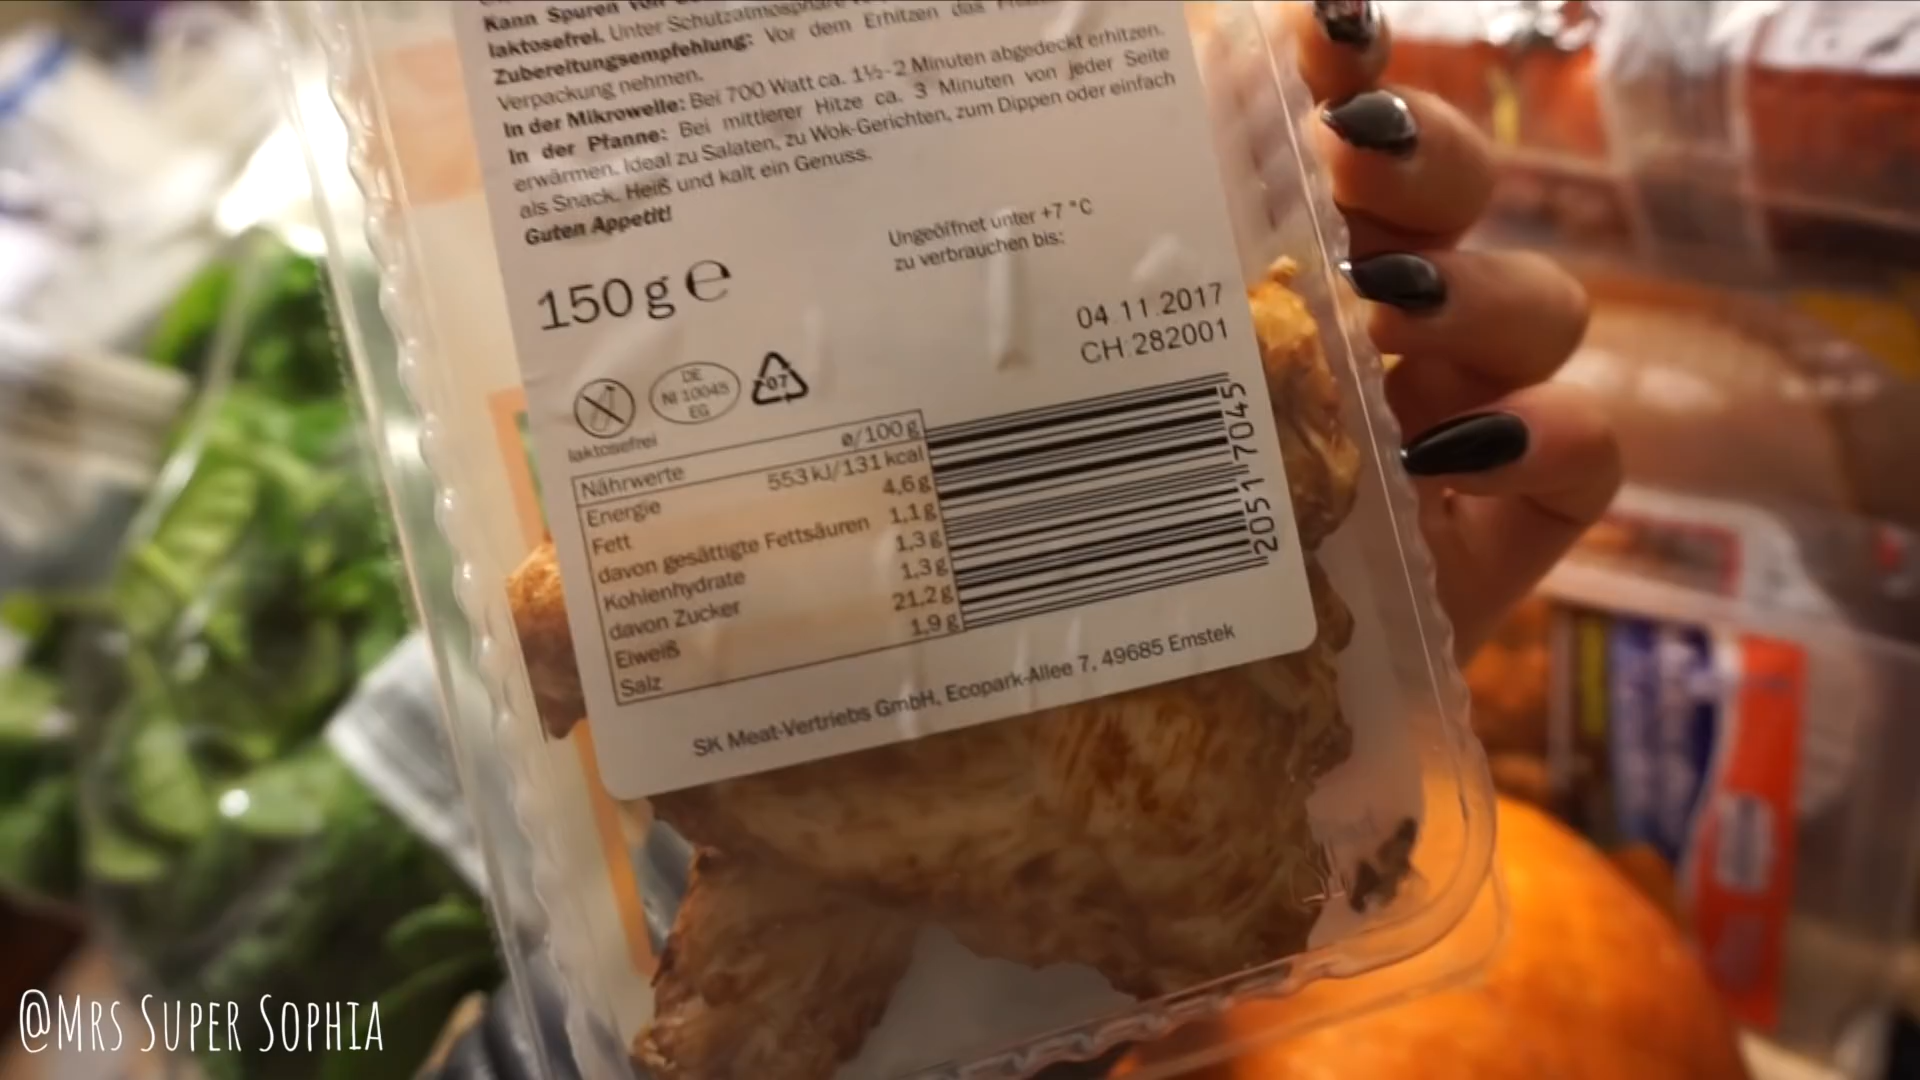 Kann Spuren von
laktosefrei. Unter Schutzatmosphäre
Zubereitungsempfehlung: Vor dem Erhitzen das
Verpackung nehmen.
In der Mikrowelle: Bei 700 Watt ca. 1½-2 Minuten abgedeckt erhitzen.
In der Pfanne: Bei mittlerer Hitze ca. 3 Minuten von jeder Seite
erwärmen. Ideal zu Salaten, zu Wok-Gerichten, zum Dippen oder einfach
als Snack. Heiß und kalt ein Genuss.
Guten Appetit!
Ungeöffnet unter +7 °C
zu verbrauchen bis:
150 g e
04.11.2017
CH:282001
DE
NI 10045
EG
07
laktosefrei
Nährwerte ø/100 g
Energie 553 kJ/131 kcal
Fett 4,6 g
davon gesättigte Fettsäuren 1,1 g
Kohlenhydrate 1,3 g
davon Zucker 1,3 g
Eiweiß 21,2 g
Salz 1,9 g
2051 7045
SK Meat-Vertriebs GmbH, Ecopark-Allee 7, 49685 Emstek
@Mrs Super Sophia